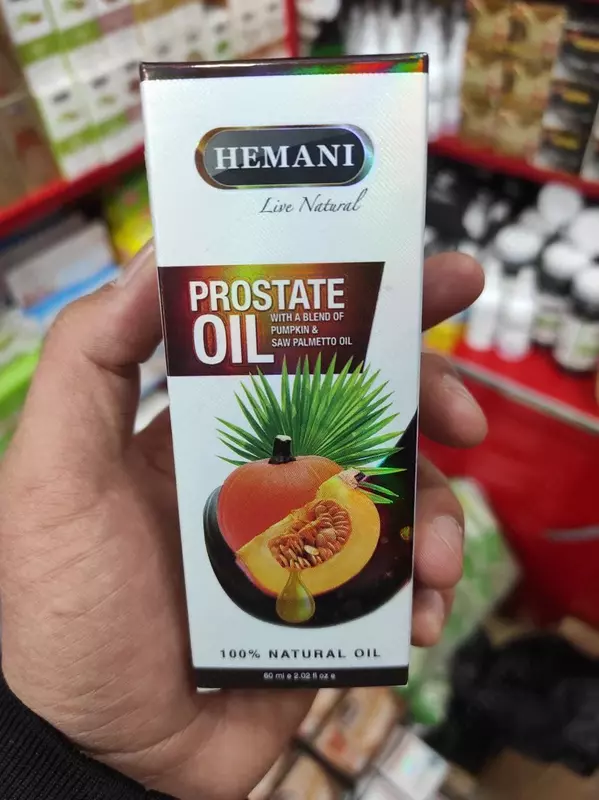 HEMANI
Live Natural
PROSTATE
OIL
WITH A BLEND OF
PUMPKIN &
SAW PALMETTO OIL
100% NATURAL OIL
60 ml e 2.02 fl oz e